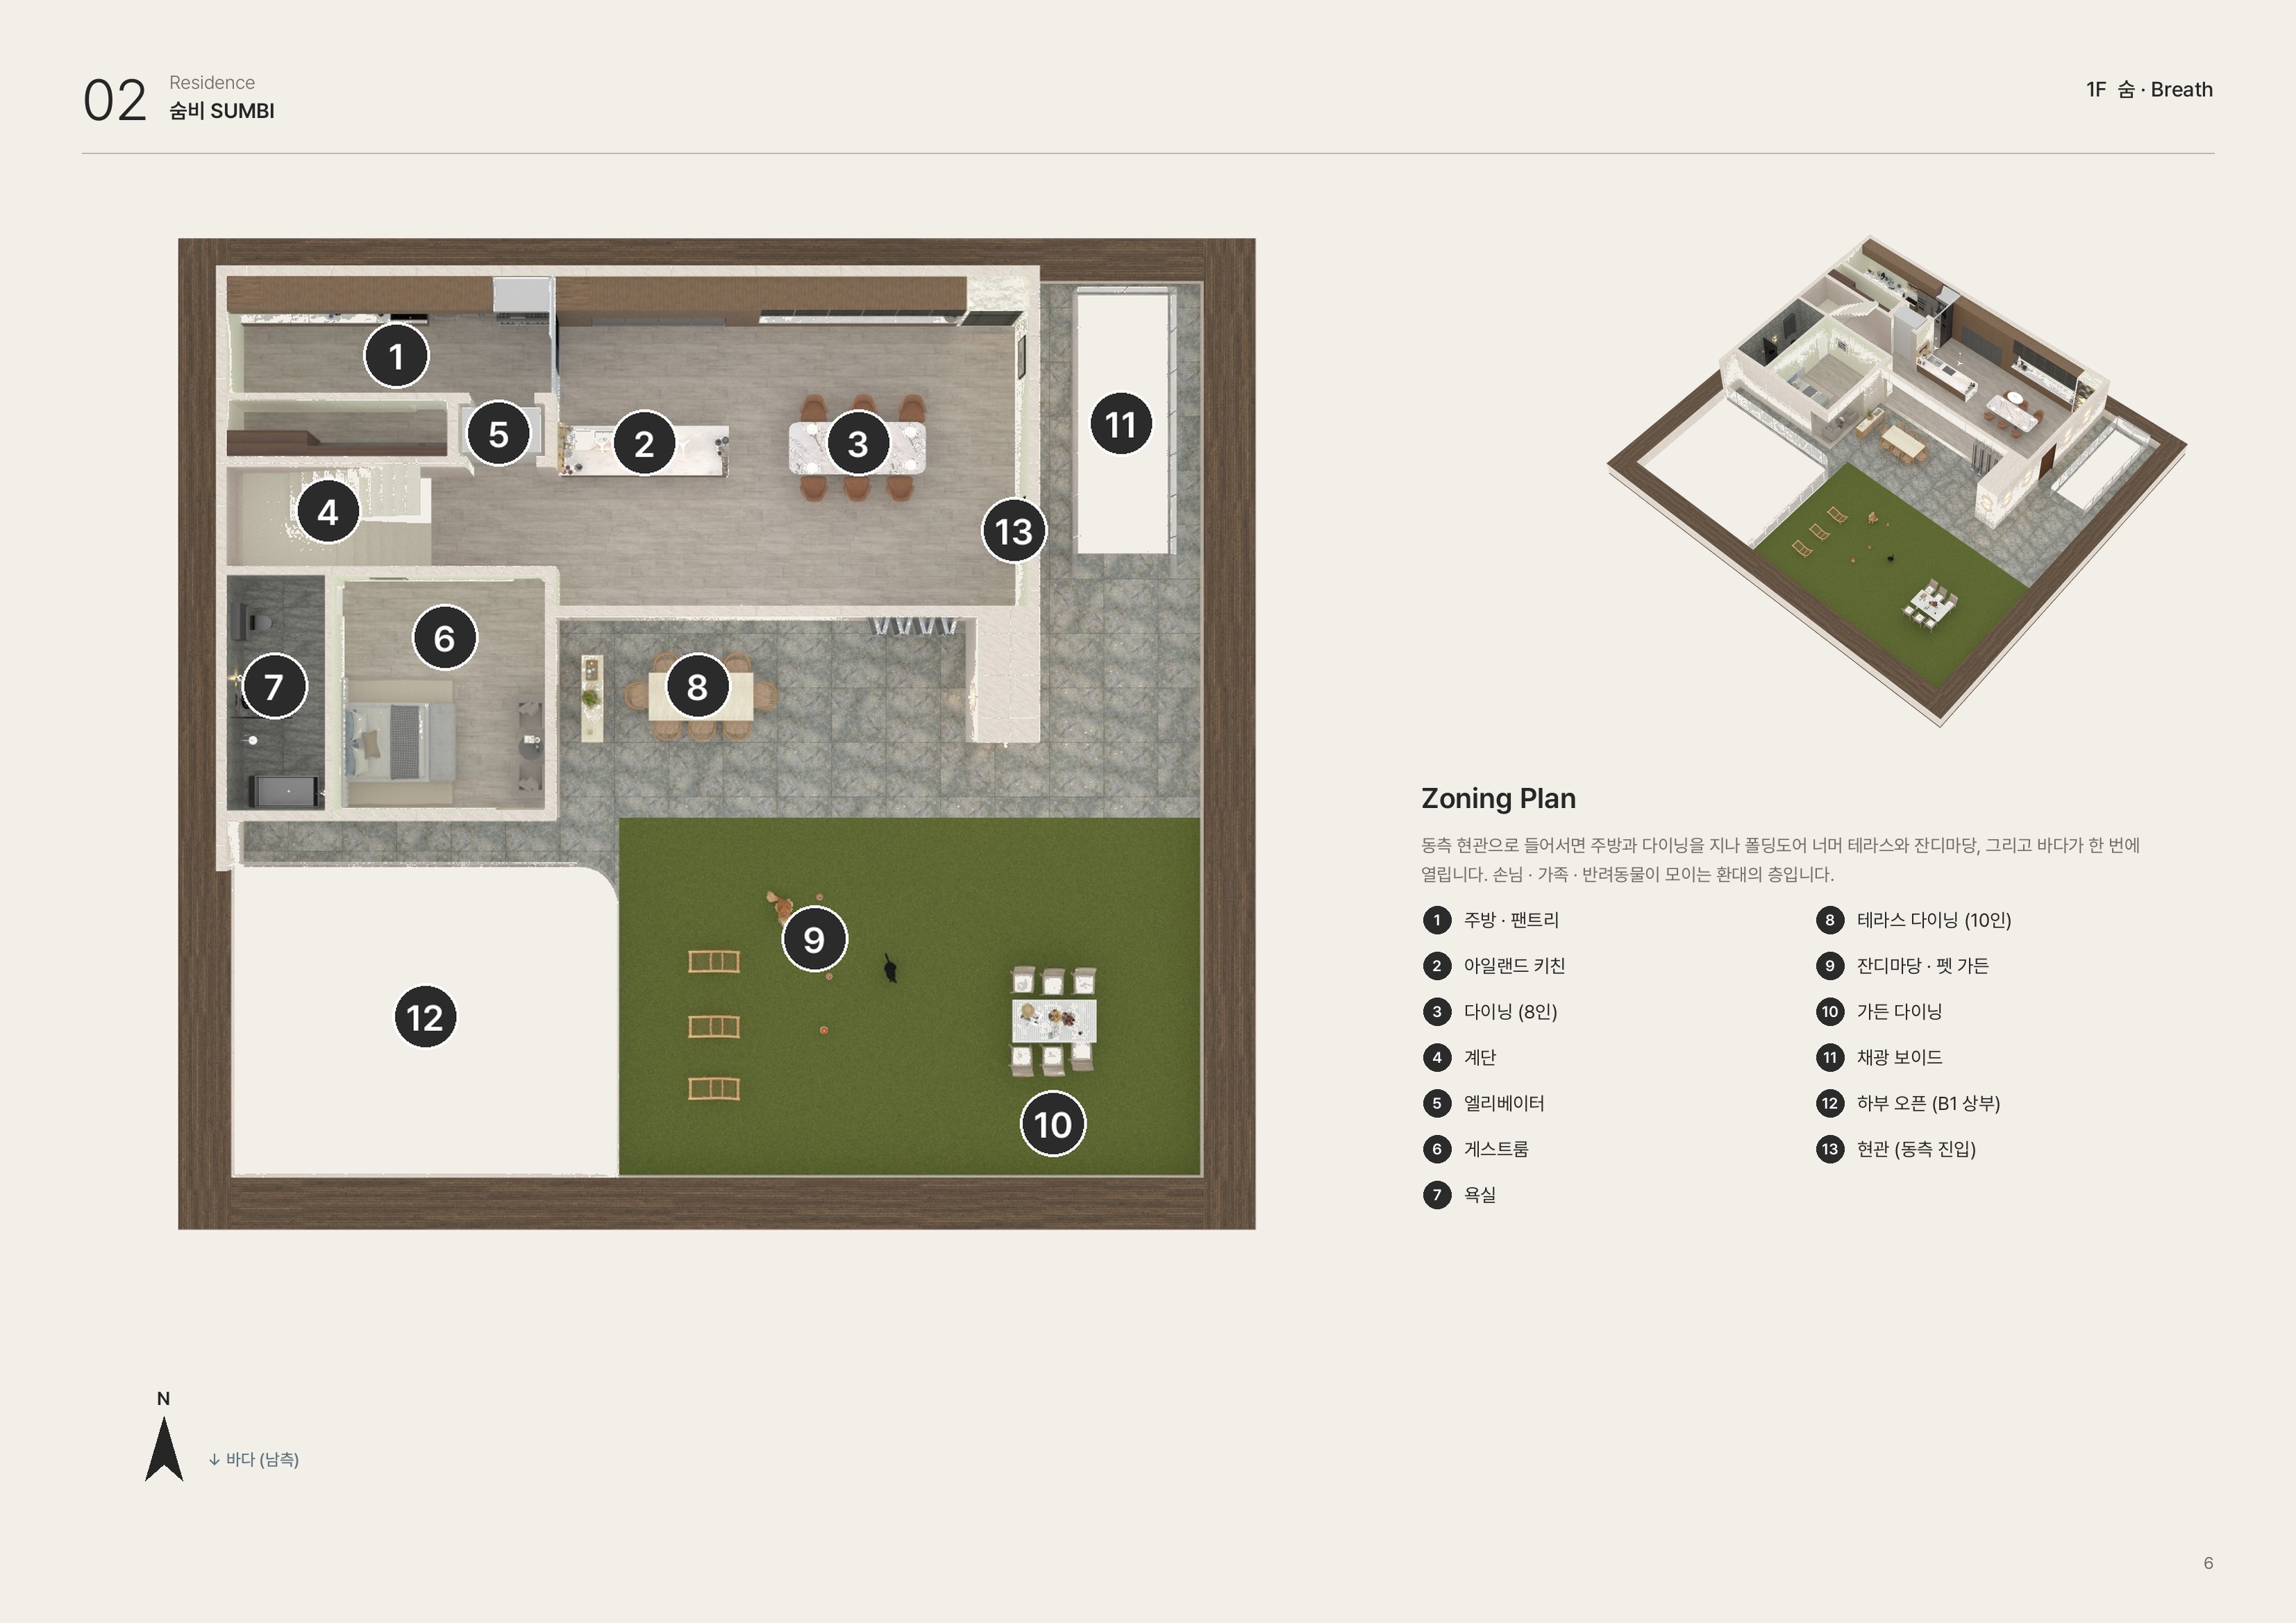 02
Residence
숨비 SUMBI
1F 숨 · Breath
1
2
3
4
5
6
7
8
9
10
11
12
13
Zoning Plan
동측 현관으로 들어서면 주방과 다이닝을 지나 폴딩도어 너머 테라스와 잔디마당, 그리고 바다가 한 번에
열립니다. 손님 · 가족 · 반려동물이 모이는 환대의 층입니다.
1 주방 · 팬트리
2 아일랜드 키친
3 다이닝 (8인)
4 계단
5 엘리베이터
6 게스트룸
7 욕실
8 테라스 다이닝 (10인)
9 잔디마당 · 펫 가든
10 가든 다이닝
11 채광 보이드
12 하부 오픈 (B1 상부)
13 현관 (동측 진입)
N
↓ 바다 (남측)
6